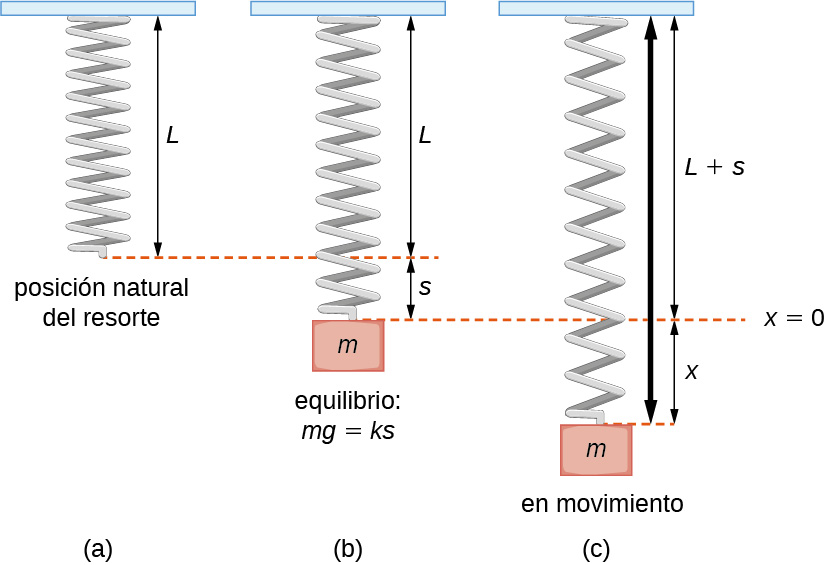 L
posición natural
del resorte
(a)
L
s
m
equilibrio:
mg = ks
(b)
L + s
x = 0
x
m
en movimiento
(c)